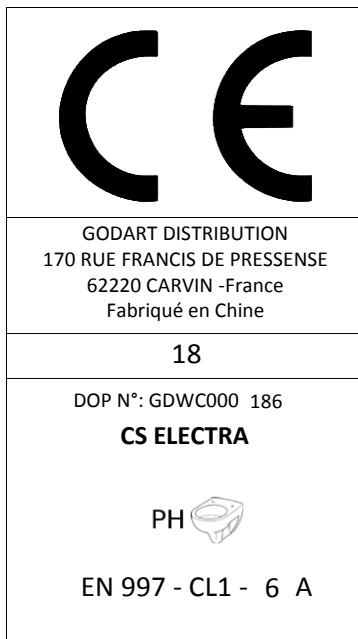 CE
GODART DISTRIBUTION
170 RUE FRANCIS DE PRESSENSE
62220 CARVIN -France
Fabriqué en Chine
18
DOP N°: GDWC000 186
CS ELECTRA
PH
EN 997 - CL1 - 6 A